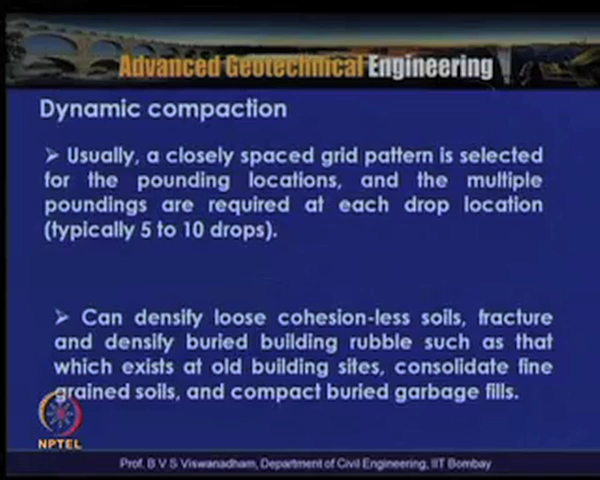 Advanced Geotechnical Engineering
Dynamic compaction
➢ Usually, a closely spaced grid pattern is selected
for the pounding locations, and the multiple
poundings are required at each drop location
(typically 5 to 10 drops).
➢ Can densify loose cohesion-less soils, fracture
and densify buried building rubble such as that
which exists at old building sites, consolidate fine
grained soils, and compact buried garbage fills.
NPTEL
Prof. B V S Viswanadham, Department of Civil Engineering, IIT Bombay